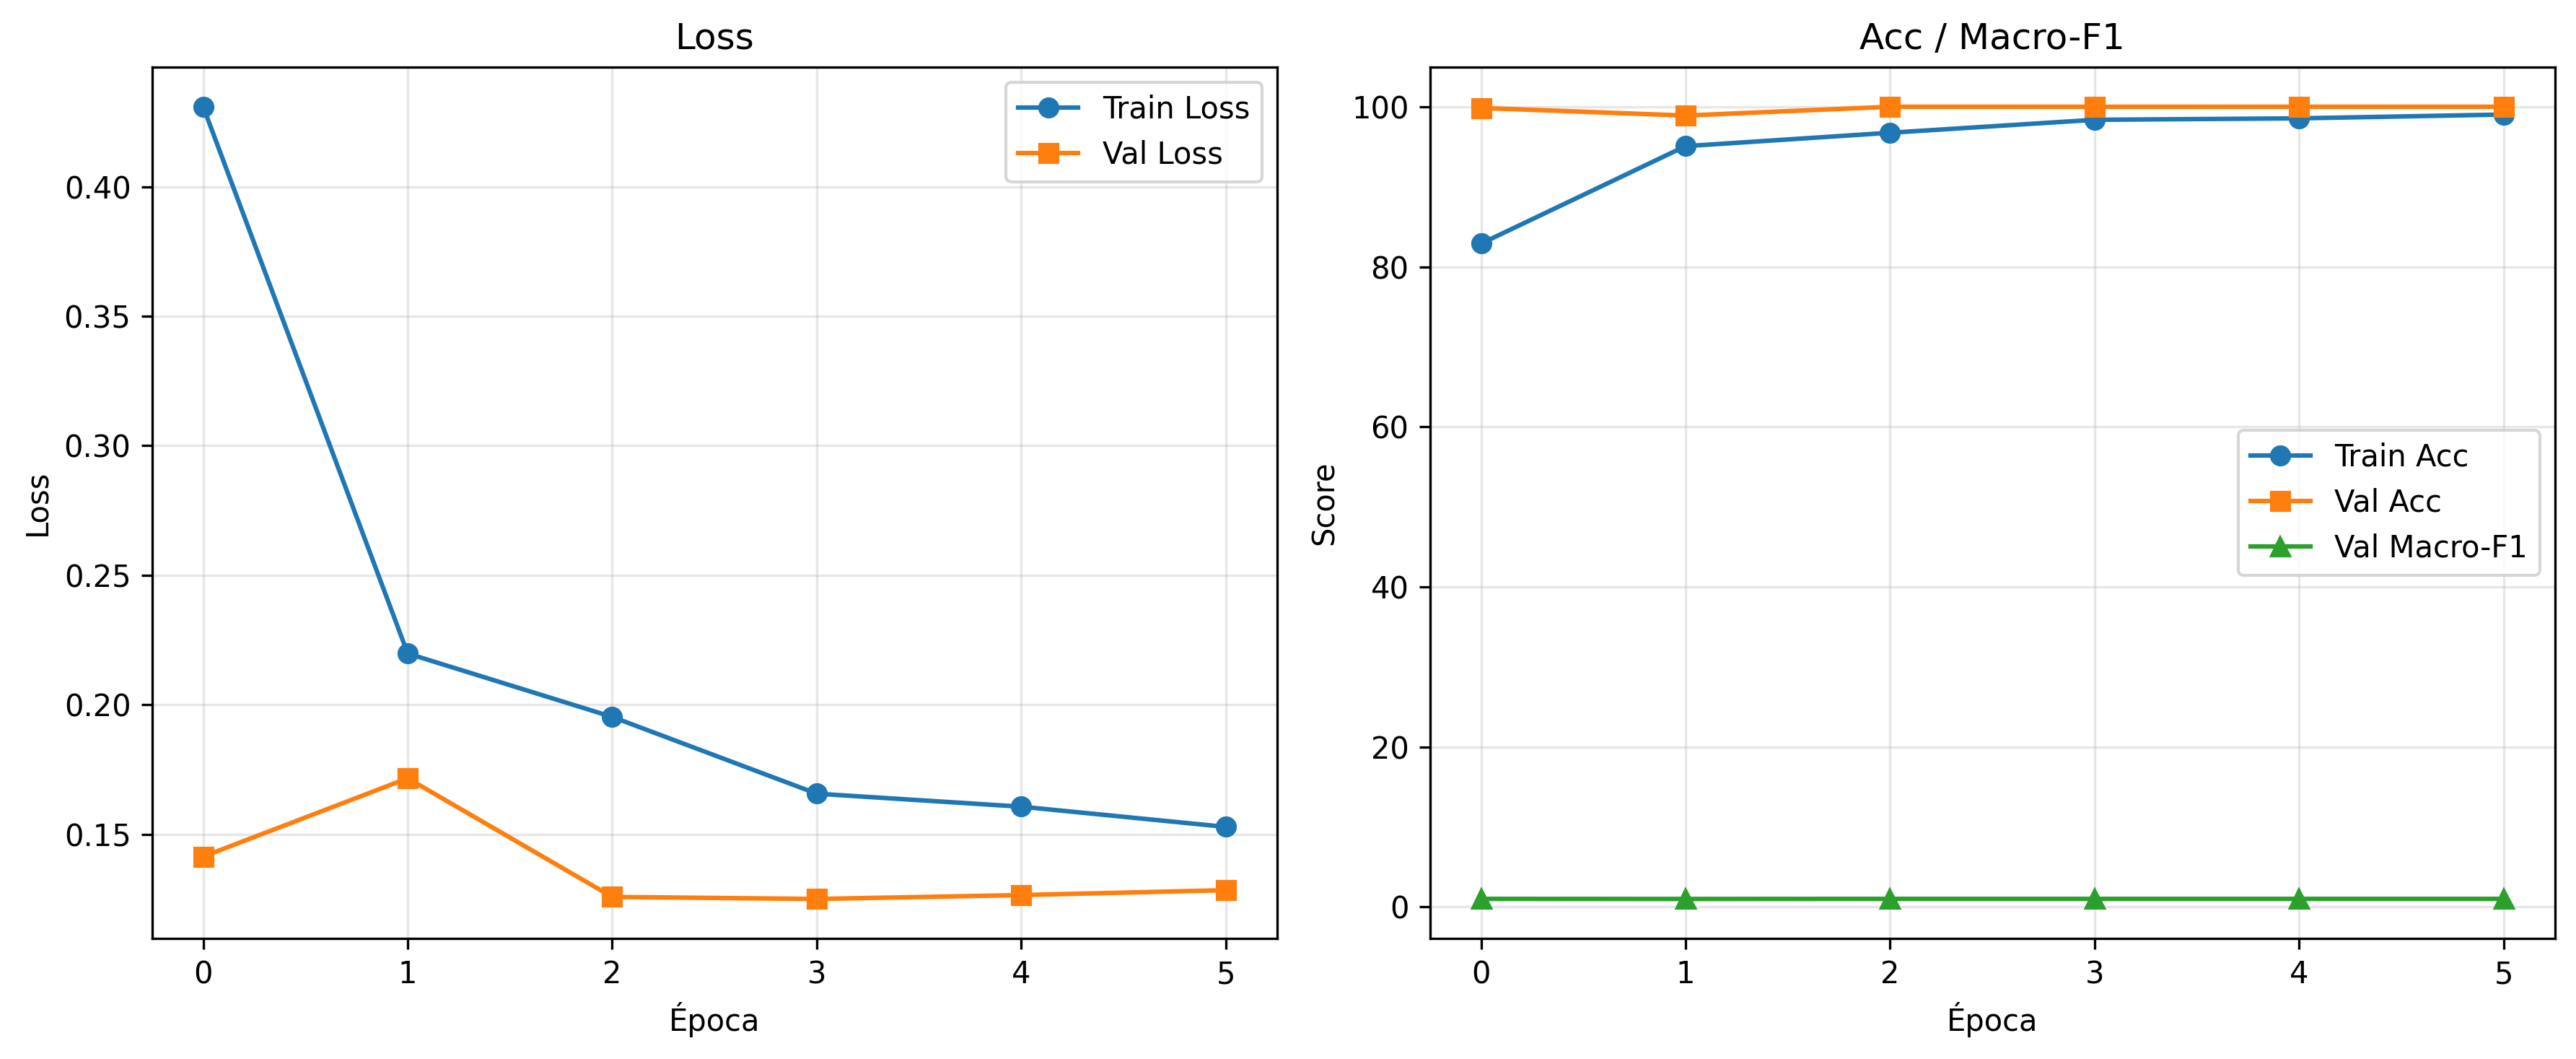 Loss
Train Loss
Val Loss
0.40
0.35
0.30
0.25
0.20
0.15
Loss
0 1 2 3 4 5
Época
Acc / Macro-F1
100
80
60
40
20
0
Score
Train Acc
Val Acc
Val Macro-F1
0 1 2 3 4 5
Época